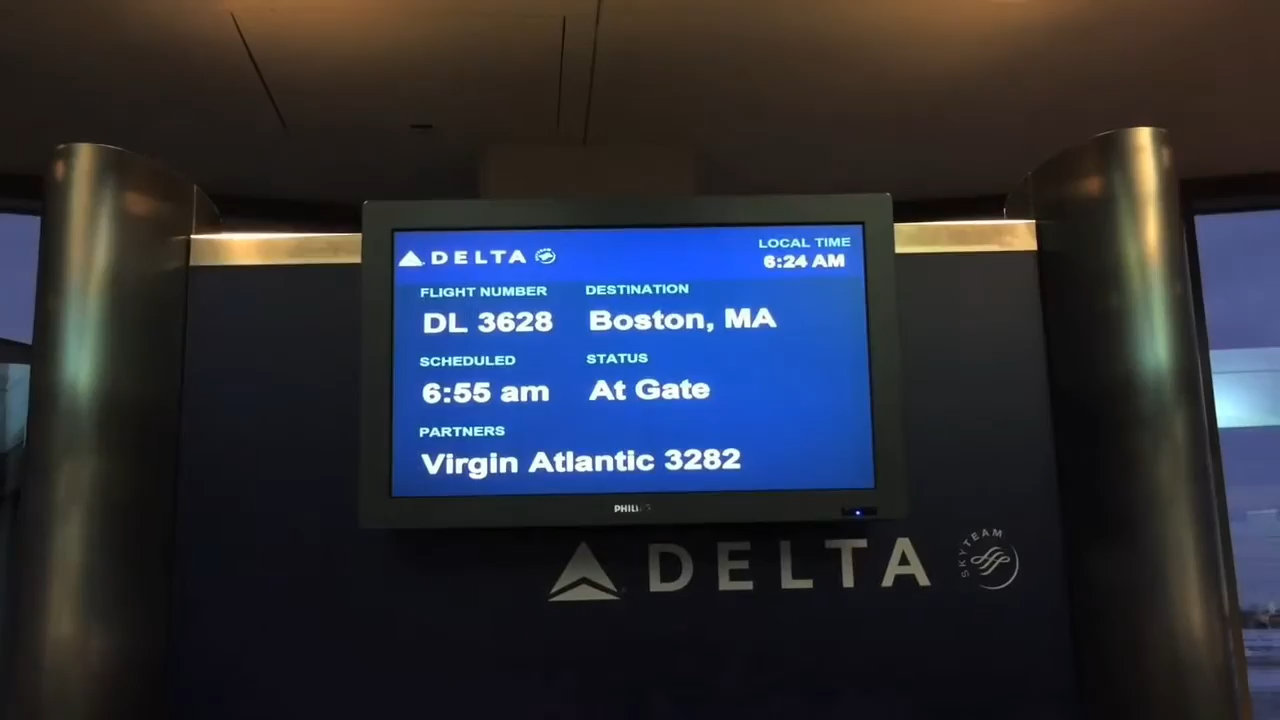 DELTA
LOCAL TIME
6:24 AM
FLIGHT NUMBER DESTINATION
DL 3628 Boston, MA
SCHEDULED STATUS
6:55 am At Gate
PARTNERS
Virgin Atlantic 3282
DELTA
SKYTEAM